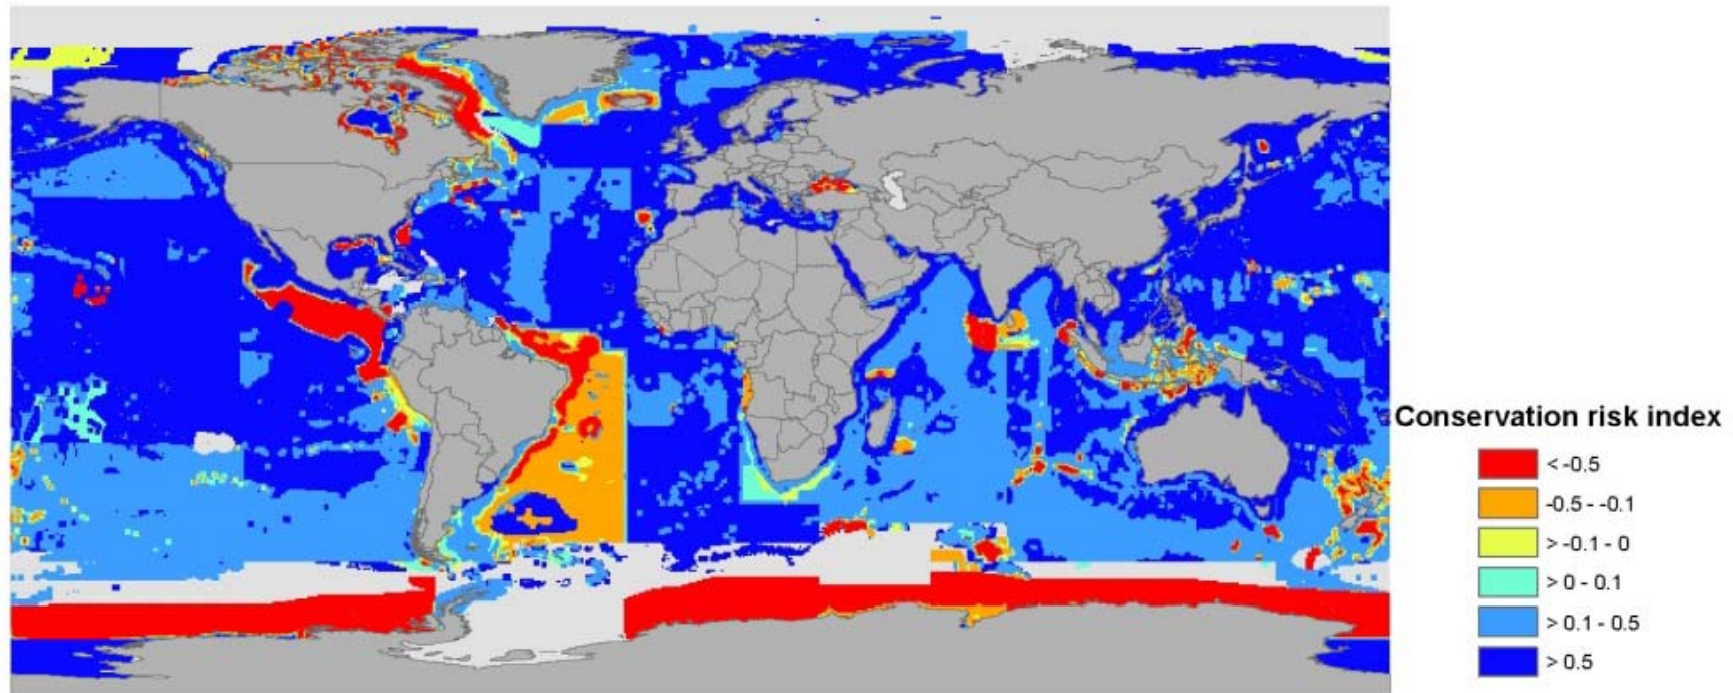 Conservation risk index
< -0.5
-0.5 - -0.1
> -0.1 - 0
> 0 - 0.1
> 0.1 - 0.5
> 0.5